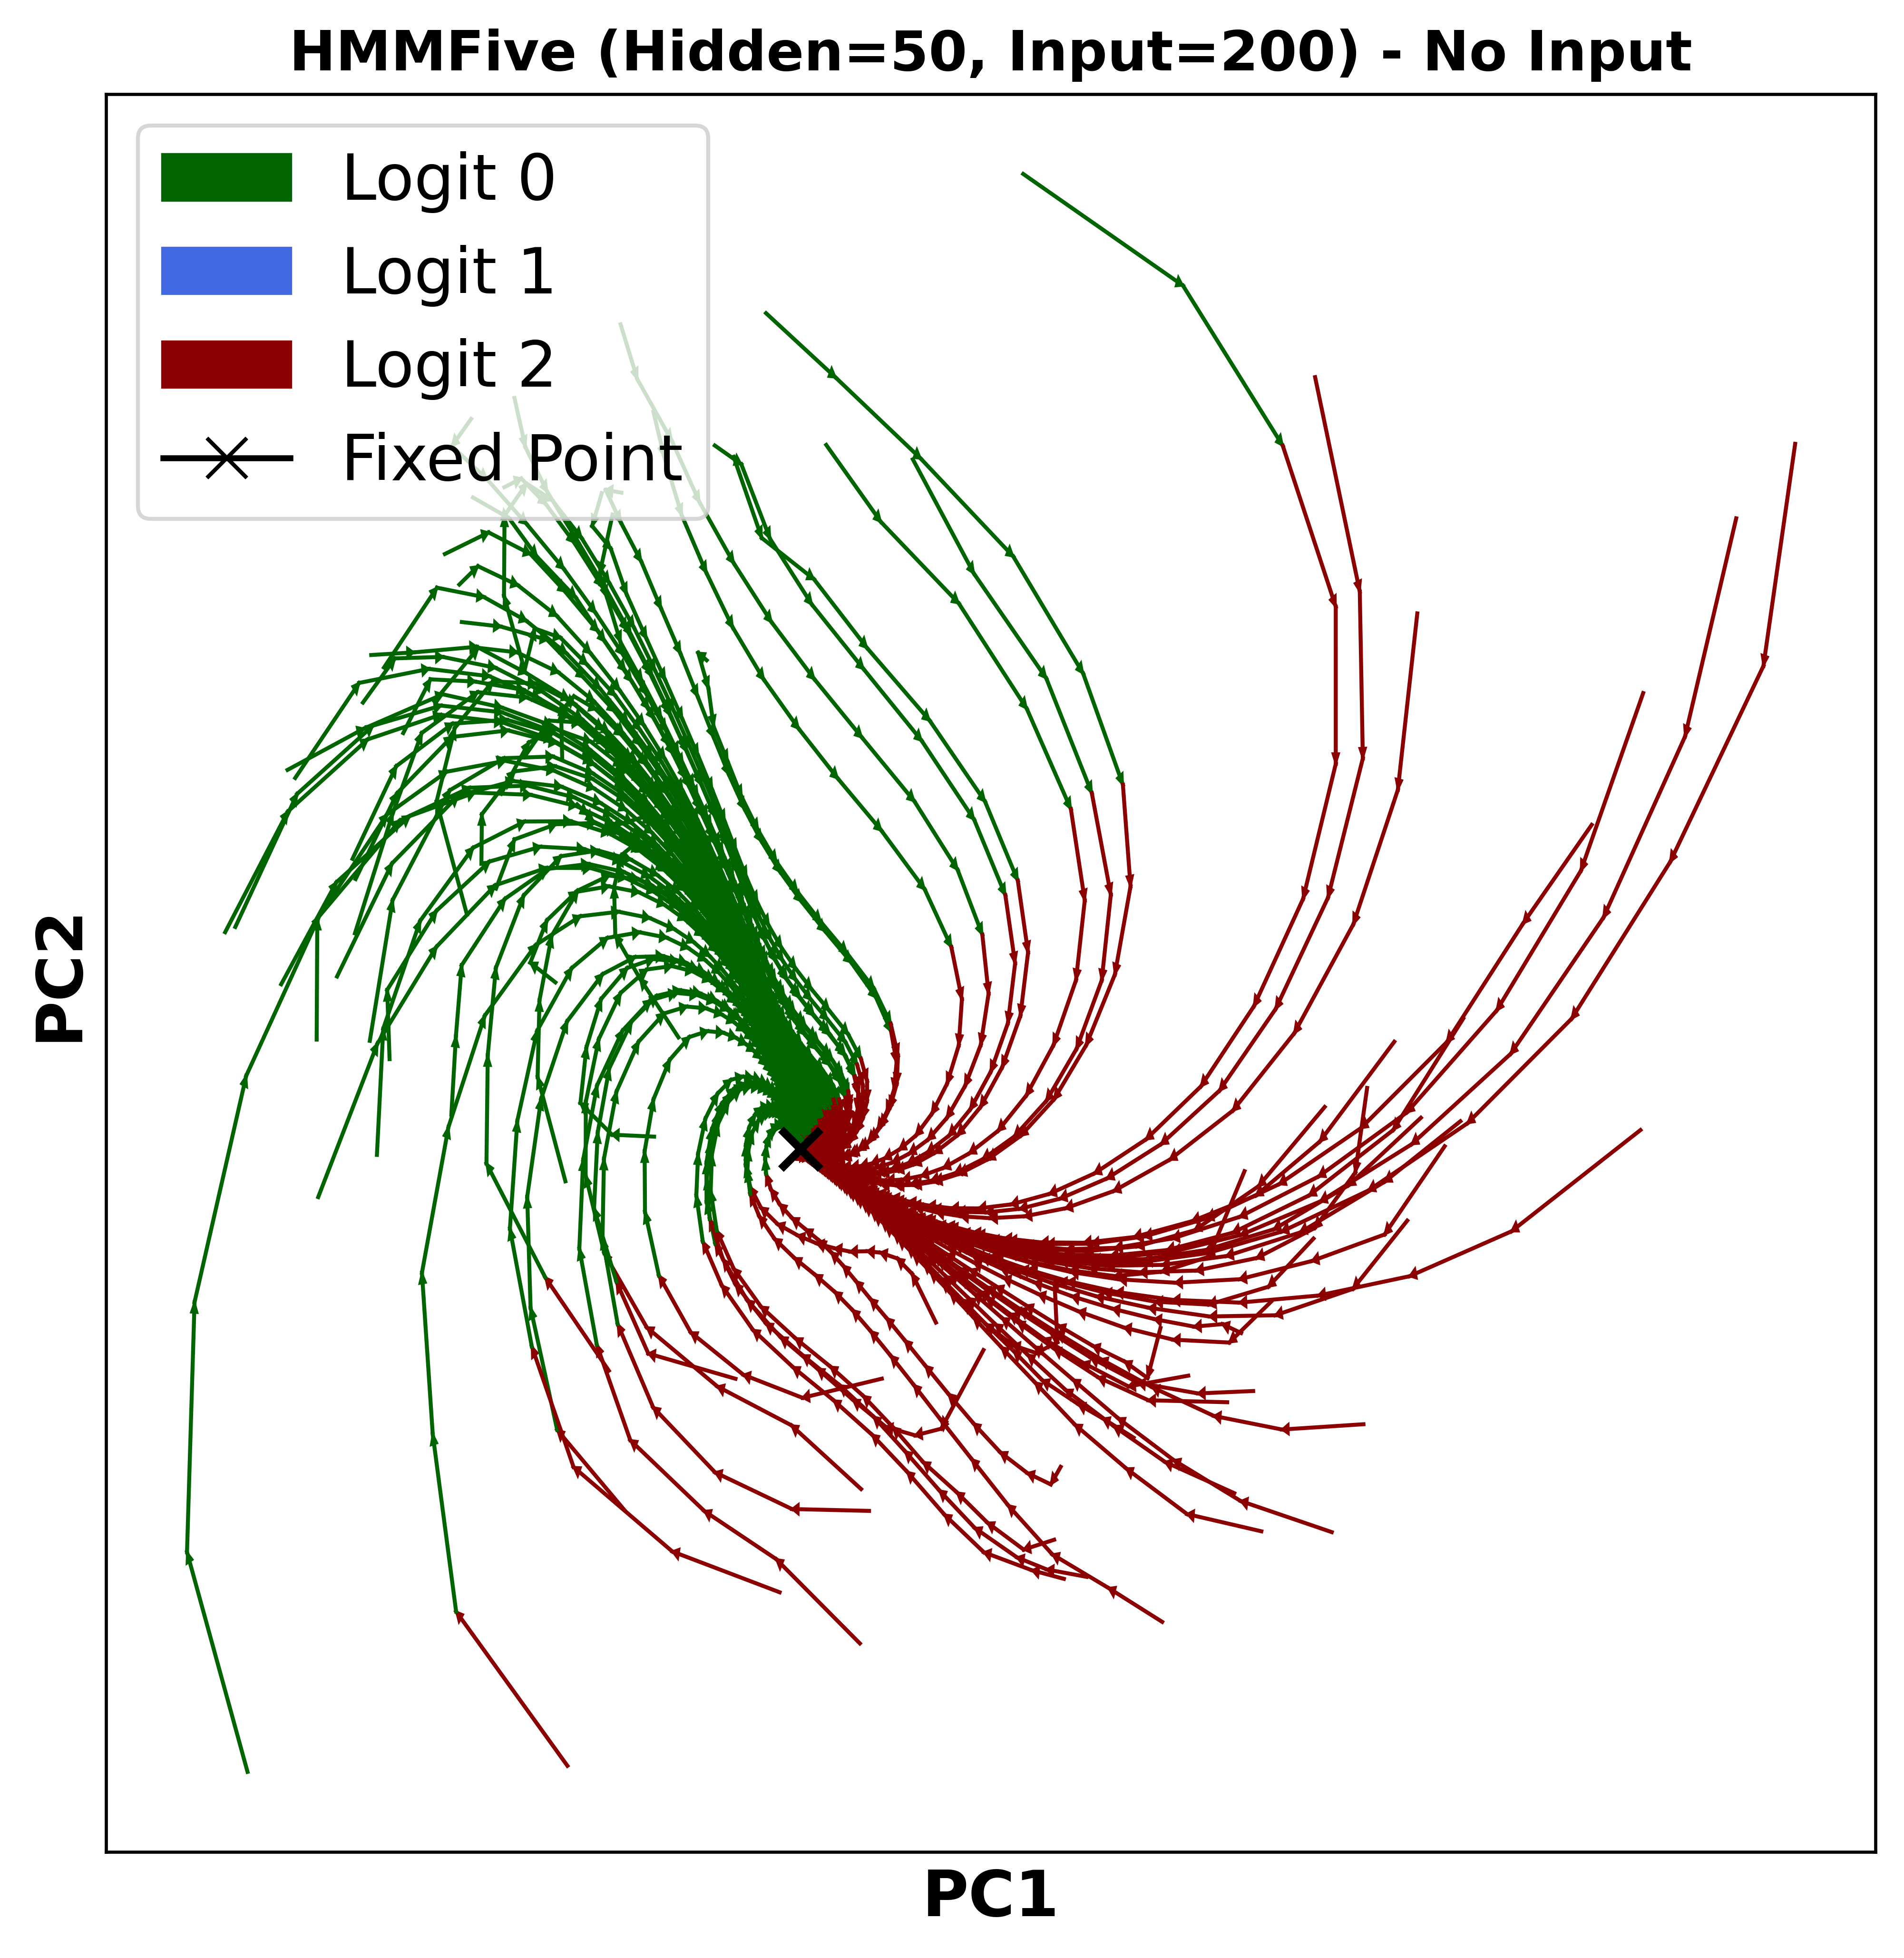 HMMFive (Hidden=50, Input=200) - No Input
Logit 0
Logit 1
Logit 2
Fixed Point
PC2
PC1